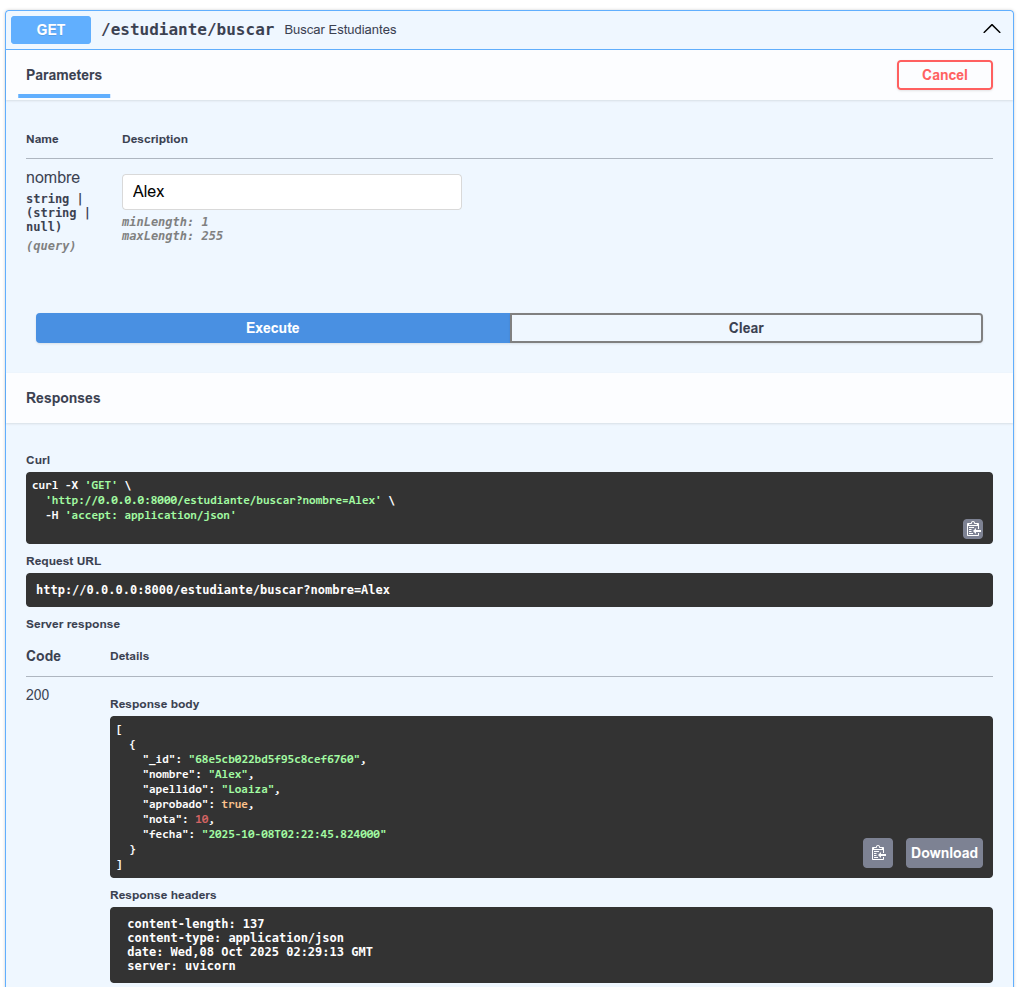 GET /estudiante/buscar Buscar Estudiantes
Parameters
Cancel
Name Description
nombre
string |
(string |
null)
(query)
Alex
minLength: 1
maxLength: 255
Execute Clear
Responses
Curl
curl -X 'GET' \
  'http://0.0.0.0:8000/estudiante/buscar?nombre=Alex' \
  -H 'accept: application/json'
Request URL
http://0.0.0.0:8000/estudiante/buscar?nombre=Alex
Server response
Code Details
200
Response body
[
  {
    "_id": "68e5cb022bd5f95c8cef6760",
    "nombre": "Alex",
    "apellido": "Loaiza",
    "aprobado": true,
    "nota": 10,
    "fecha": "2025-10-08T02:22:45.824000"
  }
]
Download
Response headers
content-length: 137
content-type: application/json
date: Wed,08 Oct 2025 02:29:13 GMT
server: uvicorn